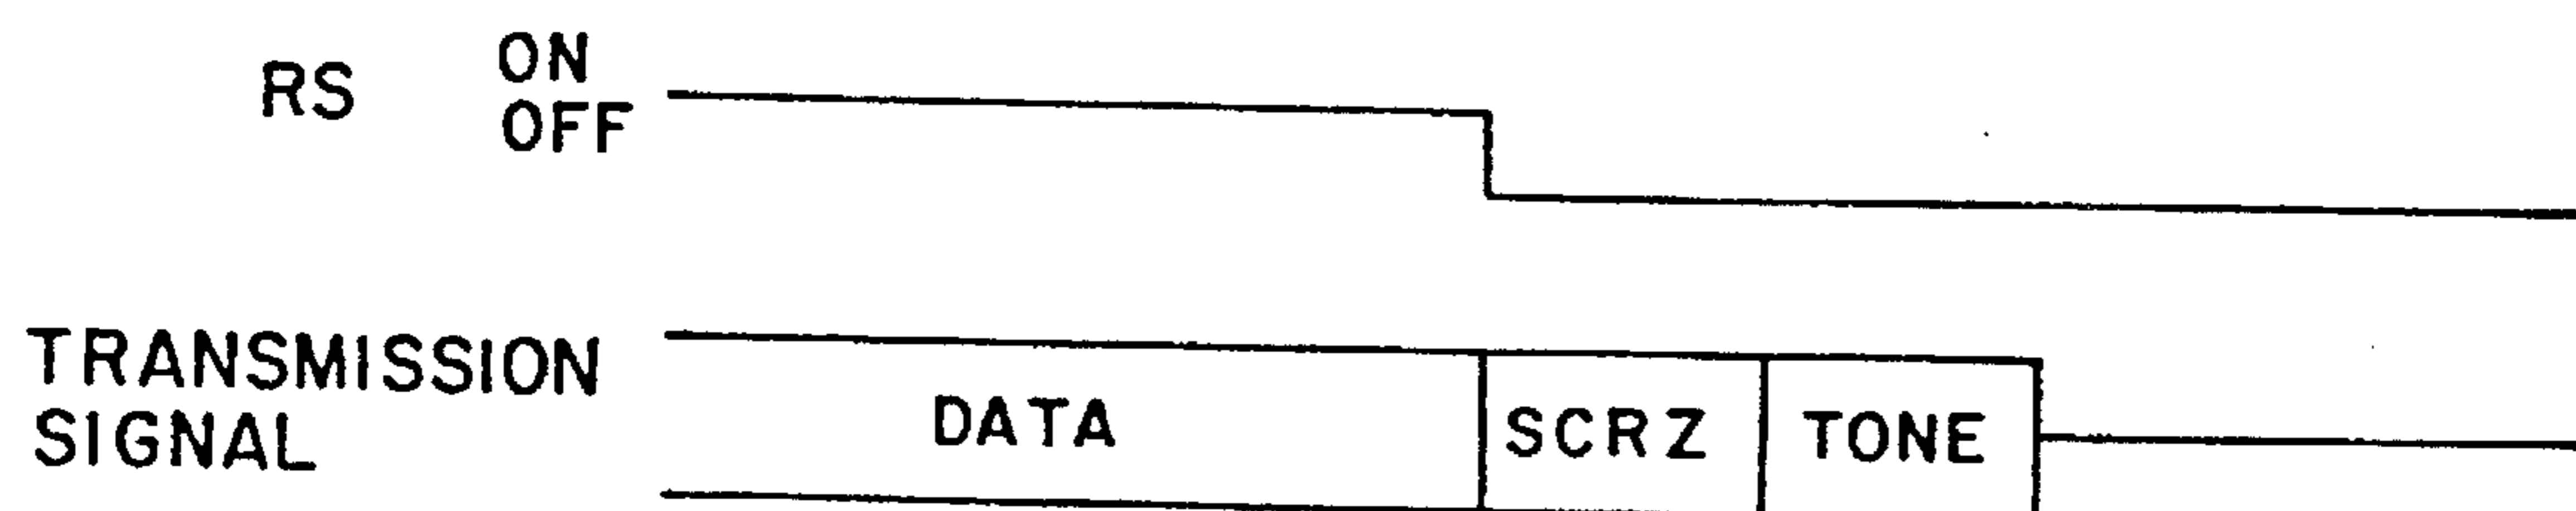 RS ON
OFF
TRANSMISSION
SIGNAL
DATA SCRZ TONE